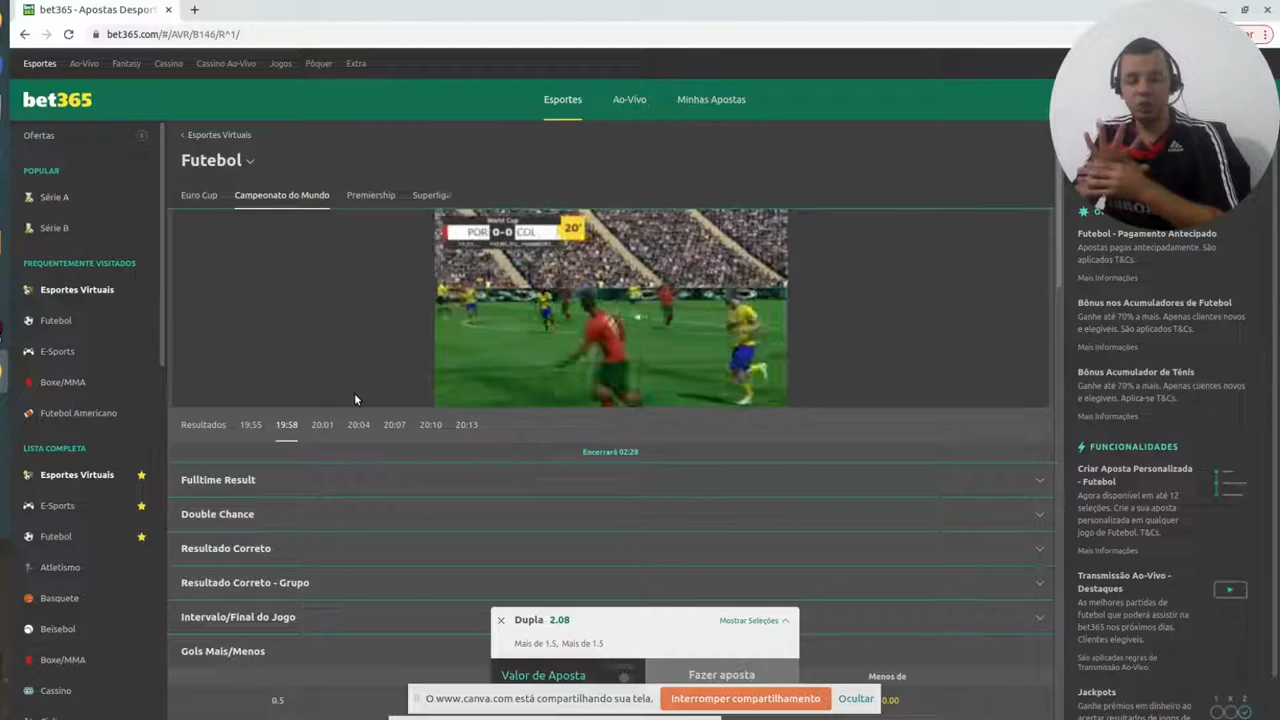 bet365 - Apostas Desport
bet365.com/#/AVR/B146/R^1/
Esportes Ao-Vivo Fantasy Cassino Cassino Ao-Vivo Jogos Pôquer Extra
bet365
Esportes Ao-Vivo Minhas Apostas
Ofertas
POPULAR
Série A
Série B
FREQUENTEMENTE VISITADOS
Esportes Virtuais
Futebol
E-Sports
Boxe/MMA
Futebol Americano
LISTA COMPLETA
Esportes Virtuais
E-Sports
Futebol
Atletismo
Basquete
Beisebol
Boxe/MMA
Cassino
Esportes Virtuais
Futebol
Euro Cup Campeonato do Mundo Premiership Superliga
World Cup
POR 0-0 COL 20'
Resultados 19:55 19:58 20:01 20:04 20:07 20:10 20:13
Encerrará 02:28
Fulltime Result
Double Chance
Resultado Correto
Resultado Correto - Grupo
Intervalo/Final do Jogo
Gols Mais/Menos
Menos de
0.5
0.00
Dupla 2.08 Mostrar Seleções
Mais de 1.5, Mais de 1.5
Valor de Aposta Fazer aposta
O www.canva.com está compartilhando sua tela. Interromper compartilhamento Ocultar
Futebol - Pagamento Antecipado
Apostas pagas antecipadamente. São
aplicados T&Cs.
Mais Informações
Bônus nos Acumuladores de Futebol
Ganhe até 70% a mais. Apenas clientes novos
e elegíveis. São aplicados T&Cs.
Mais Informações
Bônus Acumulador de Tênis
Ganhe até 70% a mais. Apenas clientes novos
e elegíveis. Aplica-se T&C.
Mais Informações
FUNCIONALIDADES
Criar Aposta Personalizada
- Futebol
Agora disponível em até 12
seleções. Crie a sua aposta
personalizada em qualquer
jogo de Futebol. T&C.
Mais Informações
Transmissão Ao-Vivo -
Destaques
As melhores partidas de
futebol que poderá assistir na
bet365 nos próximos dias.
Clientes elegíveis.
São aplicadas regras de
Transmissão Ao-Vivo
Jackpots
Ganhe prêmios em dinheiro ao
1 X 2